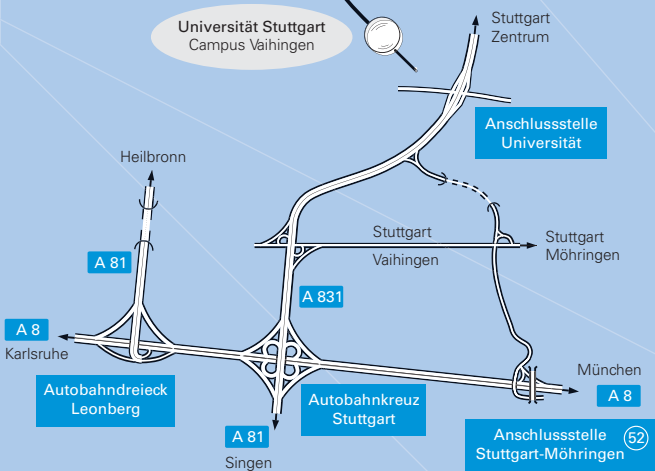 Universität Stuttgart
Campus Vaihingen
Stuttgart
Zentrum
Anschlussstelle
Universität
Heilbronn
Stuttgart
Vaihingen
Stuttgart
Möhringen
A 81
A 831
A 8
Karlsruhe
Autobahndreieck
Leonberg
Autobahnkreuz
Stuttgart
München
A 8
A 81
Singen
Anschlussstelle
Stuttgart-Möhringen
52